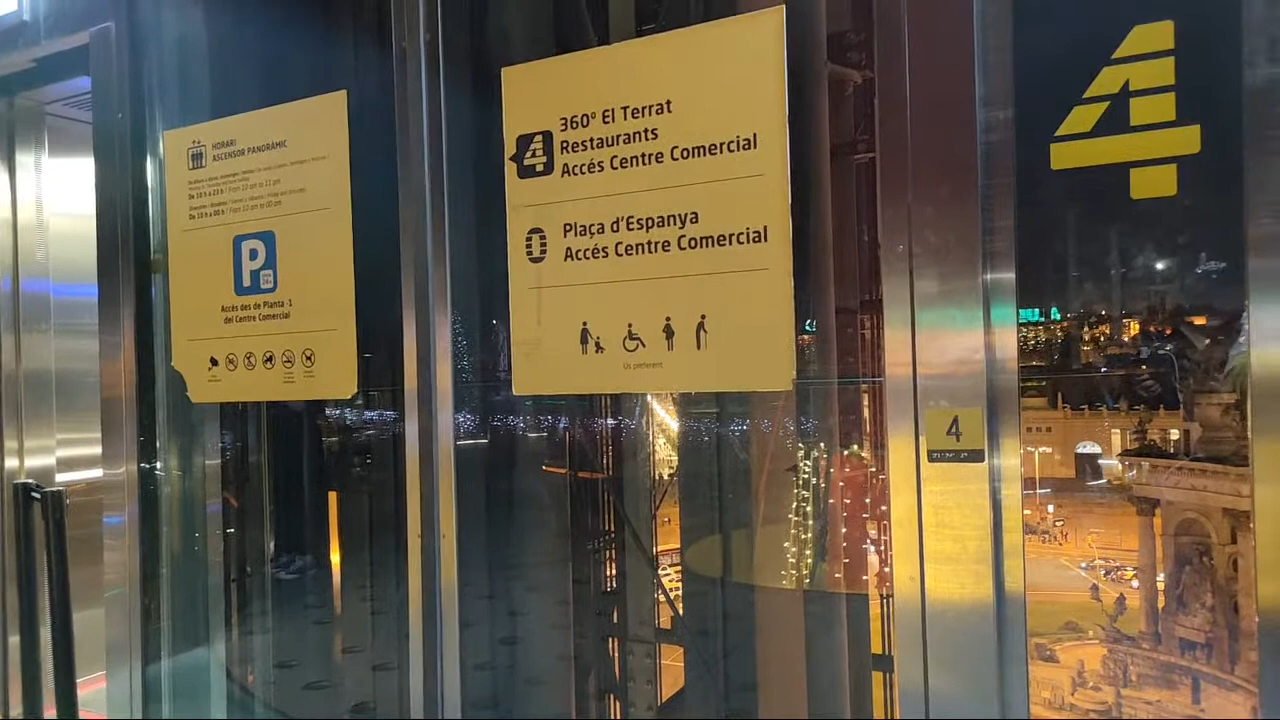 HORARI
ASCENSOR PANORÀMIC
De 10 h a 23 h / From 10 am to 11 pm
De 10 h a 00 h / From 10 am to 00 am
P
Accés des de Planta -1
del Centre Comercial
4
360º El Terrat
Restaurants
Accés Centre Comercial
0
Plaça d'Espanya
Accés Centre Comercial
Ús preferent
4
4